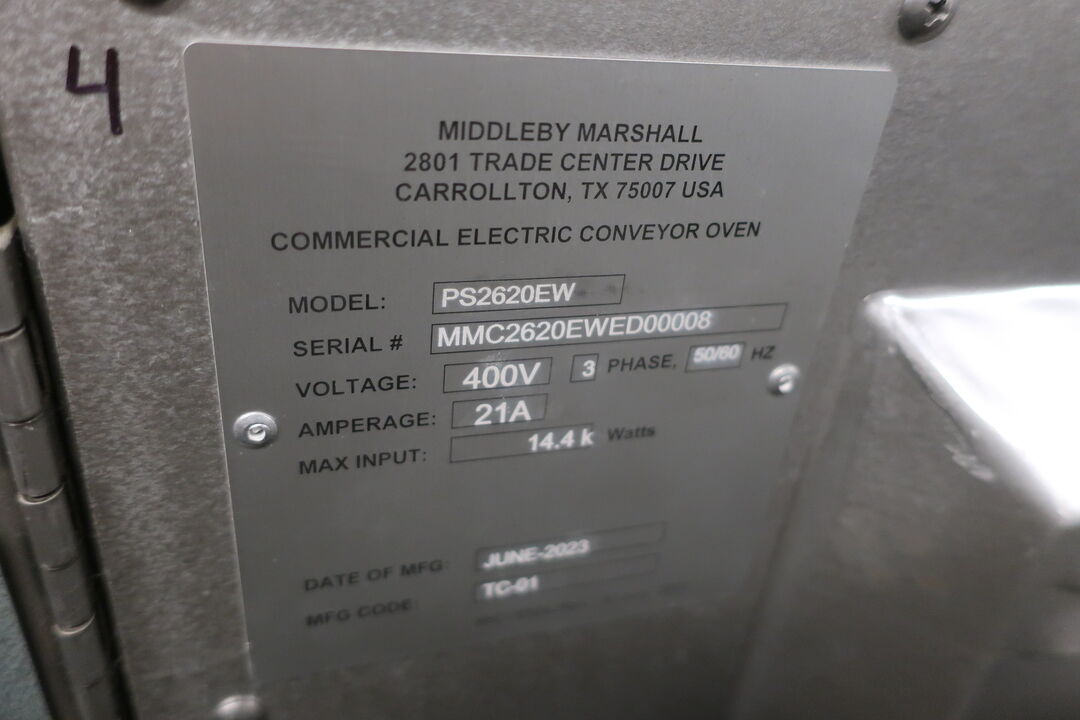 4
MIDDLEBY MARSHALL
2801 TRADE CENTER DRIVE
CARROLLTON, TX 75007 USA
COMMERCIAL ELECTRIC CONVEYOR OVEN
MODEL: PS2620EW
SERIAL # MMC2620EWED00008
VOLTAGE: 400V 3 PHASE, 50/60 HZ
AMPERAGE: 21A
MAX INPUT: 14.4 k Watts
DATE OF MFG: JUNE-2023
MFG CODE: TC-01